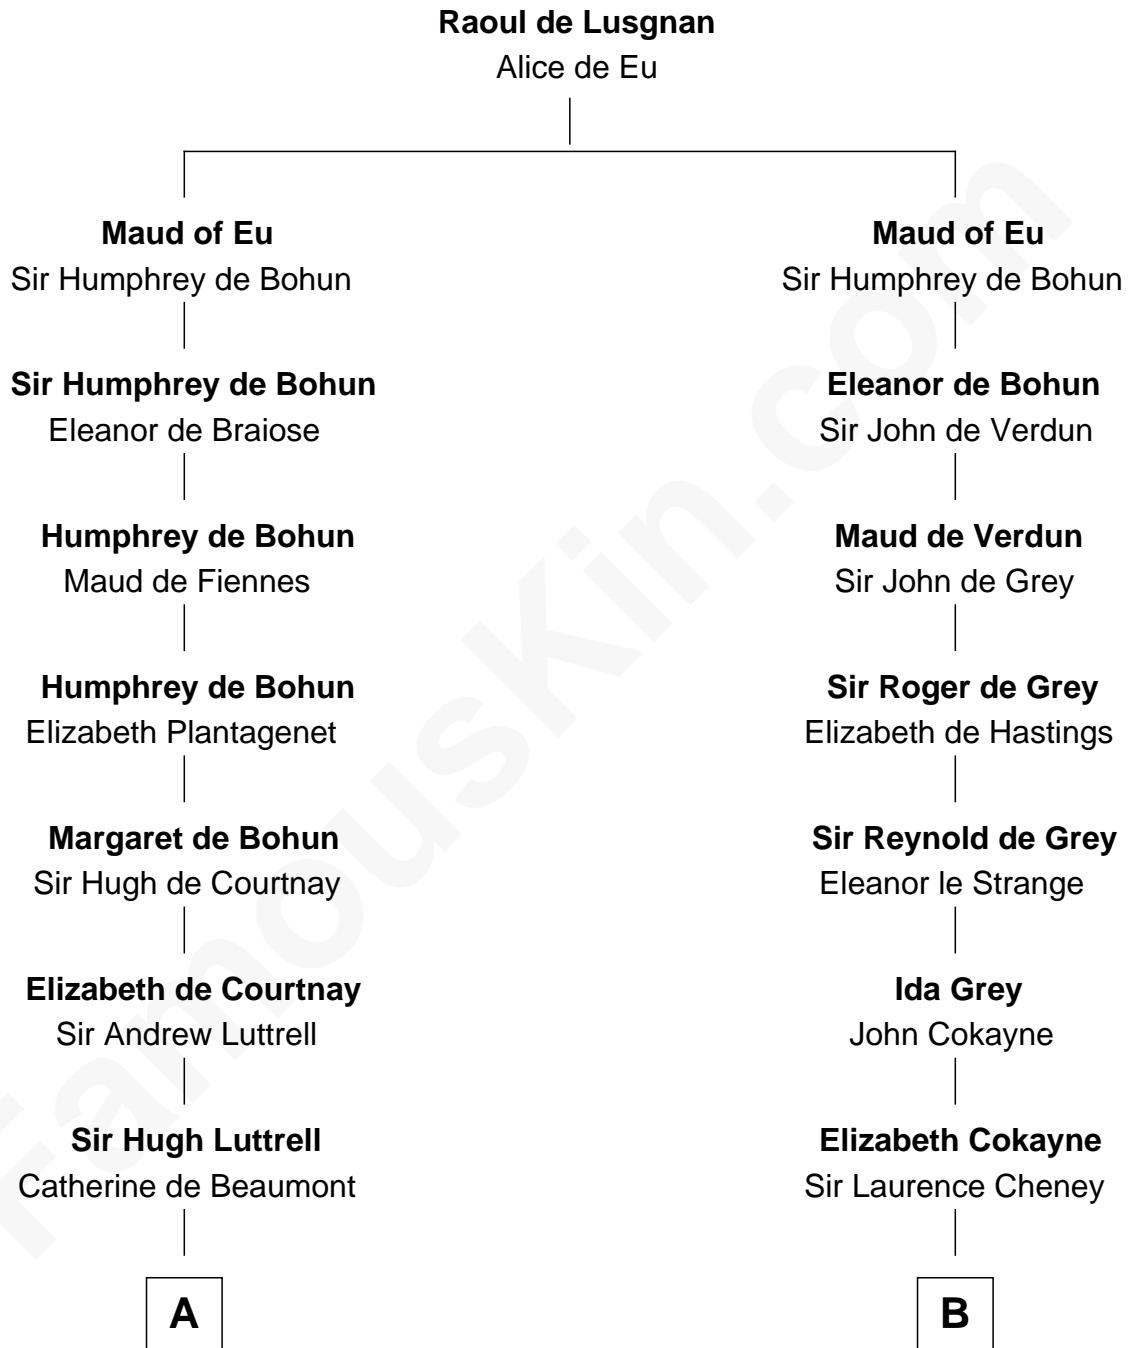 Raoul de Lusgnan
Alice de Eu
Maud of Eu
Sir Humphrey de Bohun
Maud of Eu
Sir Humphrey de Bohun
Sir Humphrey de Bohun
Eleanor de Braiose
Eleanor de Bohun
Sir John de Verdun
Humphrey de Bohun
Maud de Fiennes
Maud de Verdun
Sir John de Grey
Humphrey de Bohun
Elizabeth Plantagenet
Sir Roger de Grey
Elizabeth de Hastings
Margaret de Bohun
Sir Hugh de Courtnay
Sir Reynold de Grey
Eleanor le Strange
Elizabeth de Courtnay
Sir Andrew Luttrell
Ida Grey
John Cokayne
Sir Hugh Luttrell
Catherine de Beaumont
Elizabeth Cokayne
Sir Laurence Cheney
A
B
FamousKin.com